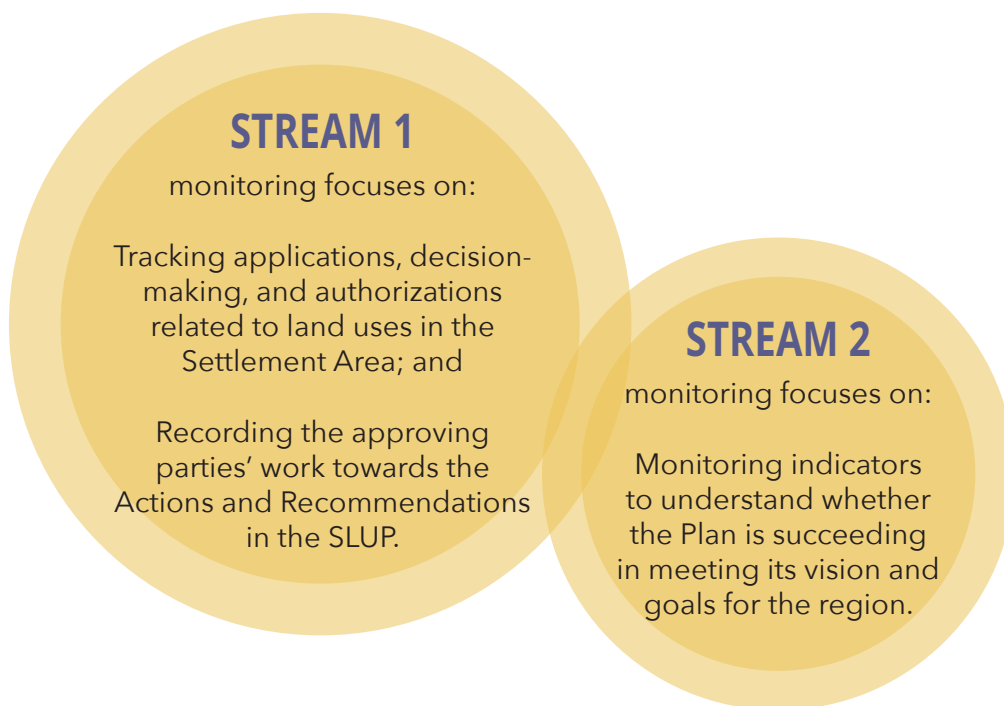 STREAM 1
monitoring focuses on:
Tracking applications, decision-
making, and authorizations
related to land uses in the
Settlement Area; and
Recording the approving
parties’ work towards the
Actions and Recommendations
in the SLUP.
STREAM 2
monitoring focuses on:
Monitoring indicators
to understand whether
the Plan is succeeding
in meeting its vision and
goals for the region.